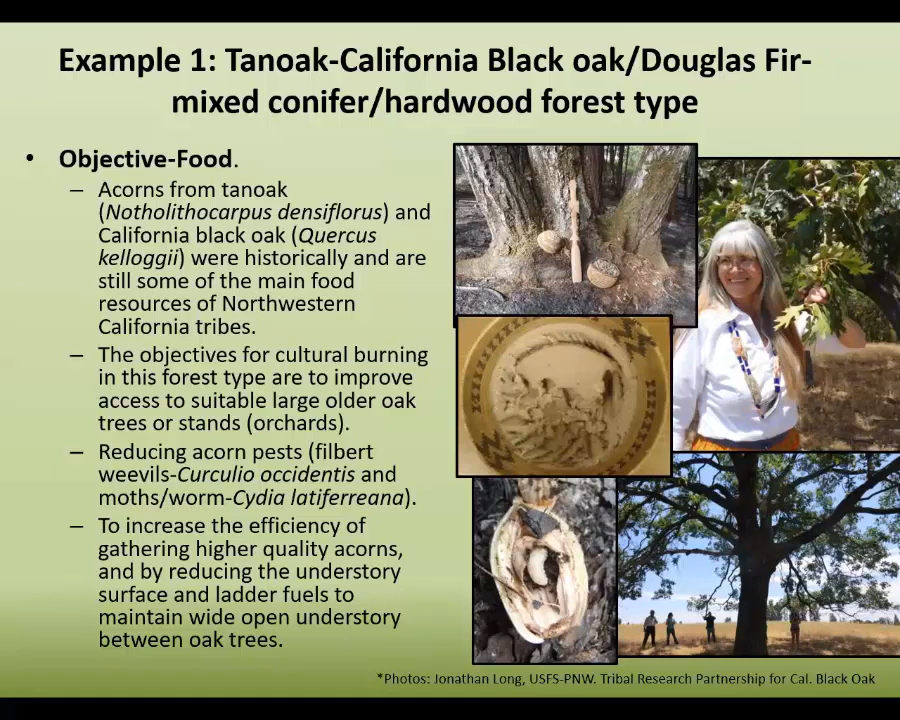 Example 1: Tanoak-California Black oak/Douglas Fir-
mixed conifer/hardwood forest type
• Objective-Food.
– Acorns from tanoak
(Notholithocarpus densiflorus) and
California black oak (Quercus
kelloggii) were historically and are
still some of the main food
resources of Northwestern
California tribes.
– The objectives for cultural burning
in this forest type are to improve
access to suitable large older oak
trees or stands (orchards).
– Reducing acorn pests (filbert
weevils-Curculio occidentis and
moths/worm-Cydia latiferreana).
– To increase the efficiency of
gathering higher quality acorns,
and by reducing the understory
surface and ladder fuels to
maintain wide open understory
between oak trees.
*Photos: Jonathan Long, USFS-PNW. Tribal Research Partnership for Cal. Black Oak